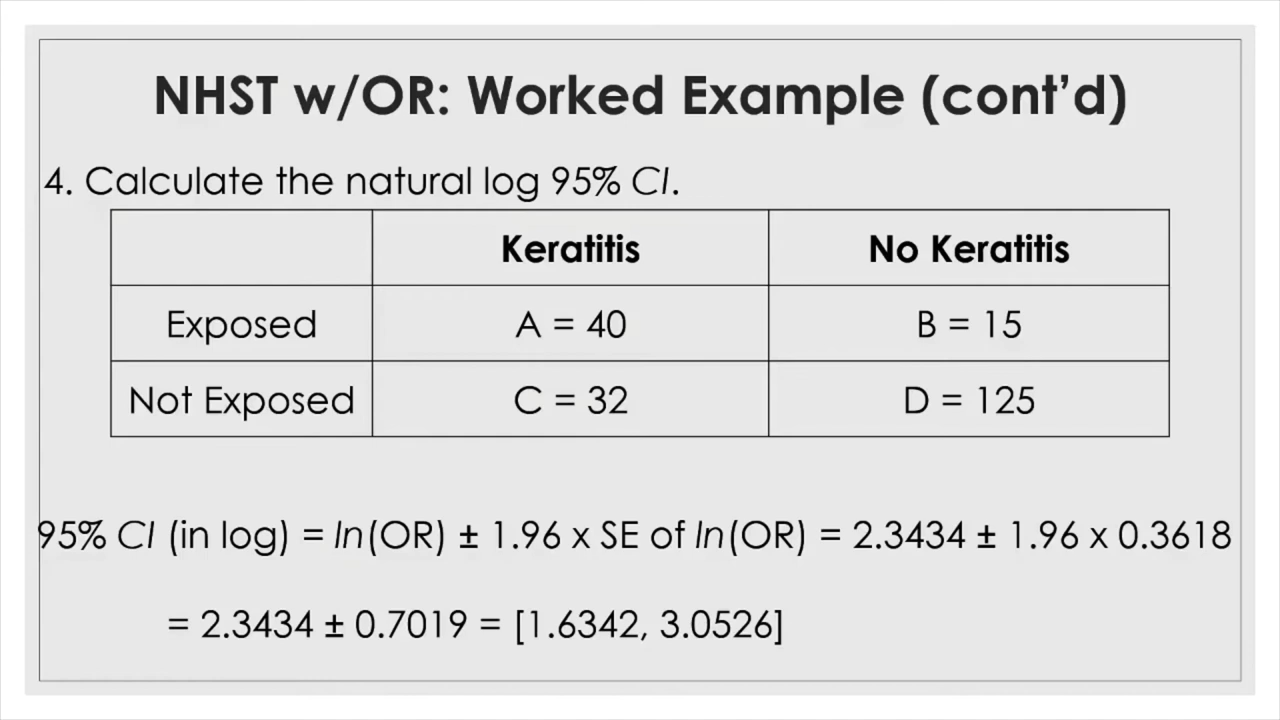 NHST w/OR: Worked Example (cont’d)
4. Calculate the natural log 95% CI.
Keratitis No Keratitis
Exposed A = 40 B = 15
Not Exposed C = 32 D = 125
95% CI (in log) = ln(OR) ± 1.96 x SE of ln(OR) = 2.3434 ± 1.96 x 0.3618
= 2.3434 ± 0.7019 = [1.6342, 3.0526]